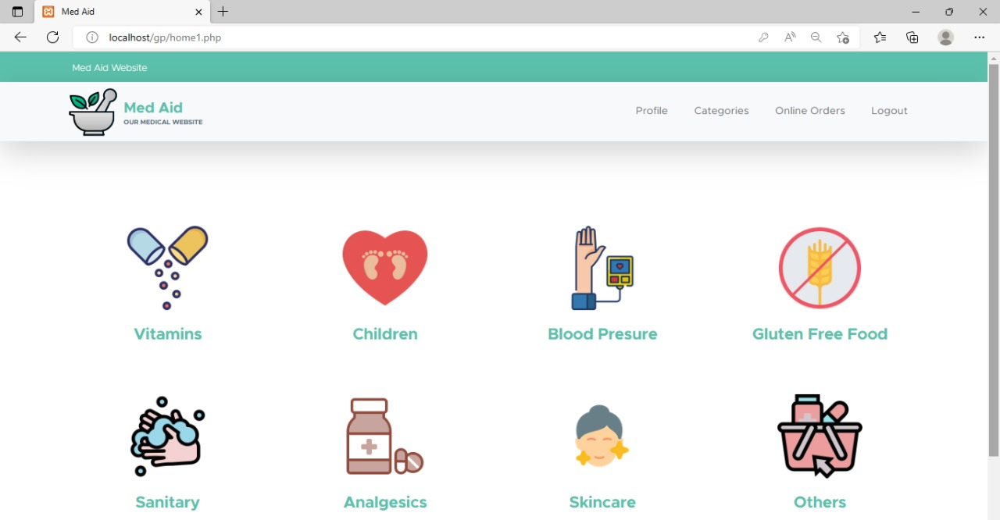 Med Aid
localhost/gp/home1.php
Med Aid Website
Med Aid
OUR MEDICAL WEBSITE
Profile Categories Online Orders Logout
Vitamins Children Blood Presure Gluten Free Food
Sanitary Analgesics Skincare Others